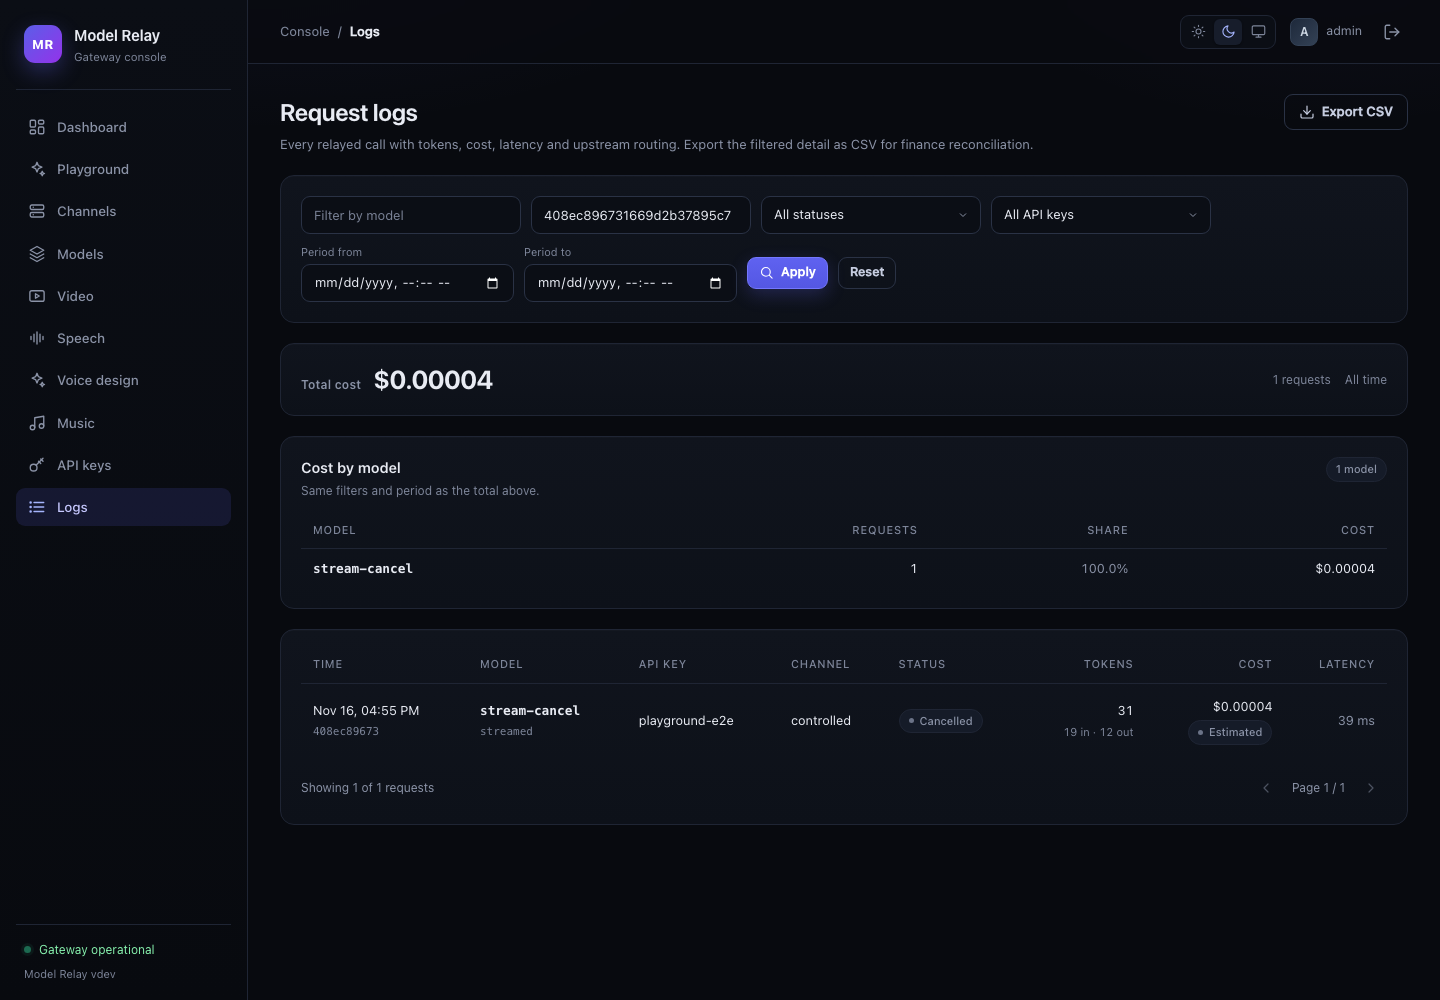 MR
Model Relay
Gateway console
Dashboard
Playground
Channels
Models
Video
Speech
Voice design
Music
API keys
Logs
Gateway operational
Model Relay vdev
Console / Logs
A admin
Request logs
Export CSV
Every relayed call with tokens, cost, latency and upstream routing. Export the filtered detail as CSV for finance reconciliation.
Filter by model 408ec896731669d2b37895c7 All statuses All API keys
Period from Period to
mm/dd/yyyy, --:-- -- mm/dd/yyyy, --:-- -- Apply Reset
Total cost $0.00004 1 requests All time
Cost by model 1 model
Same filters and period as the total above.
MODEL REQUESTS SHARE COST
stream-cancel 1 100.0% $0.00004
TIME MODEL API KEY CHANNEL STATUS TOKENS COST LATENCY
Nov 16, 04:55 PM stream-cancel playground-e2e controlled Cancelled 31 $0.00004 39 ms
408ec89673 streamed 19 in · 12 out Estimated
Showing 1 of 1 requests Page 1 / 1